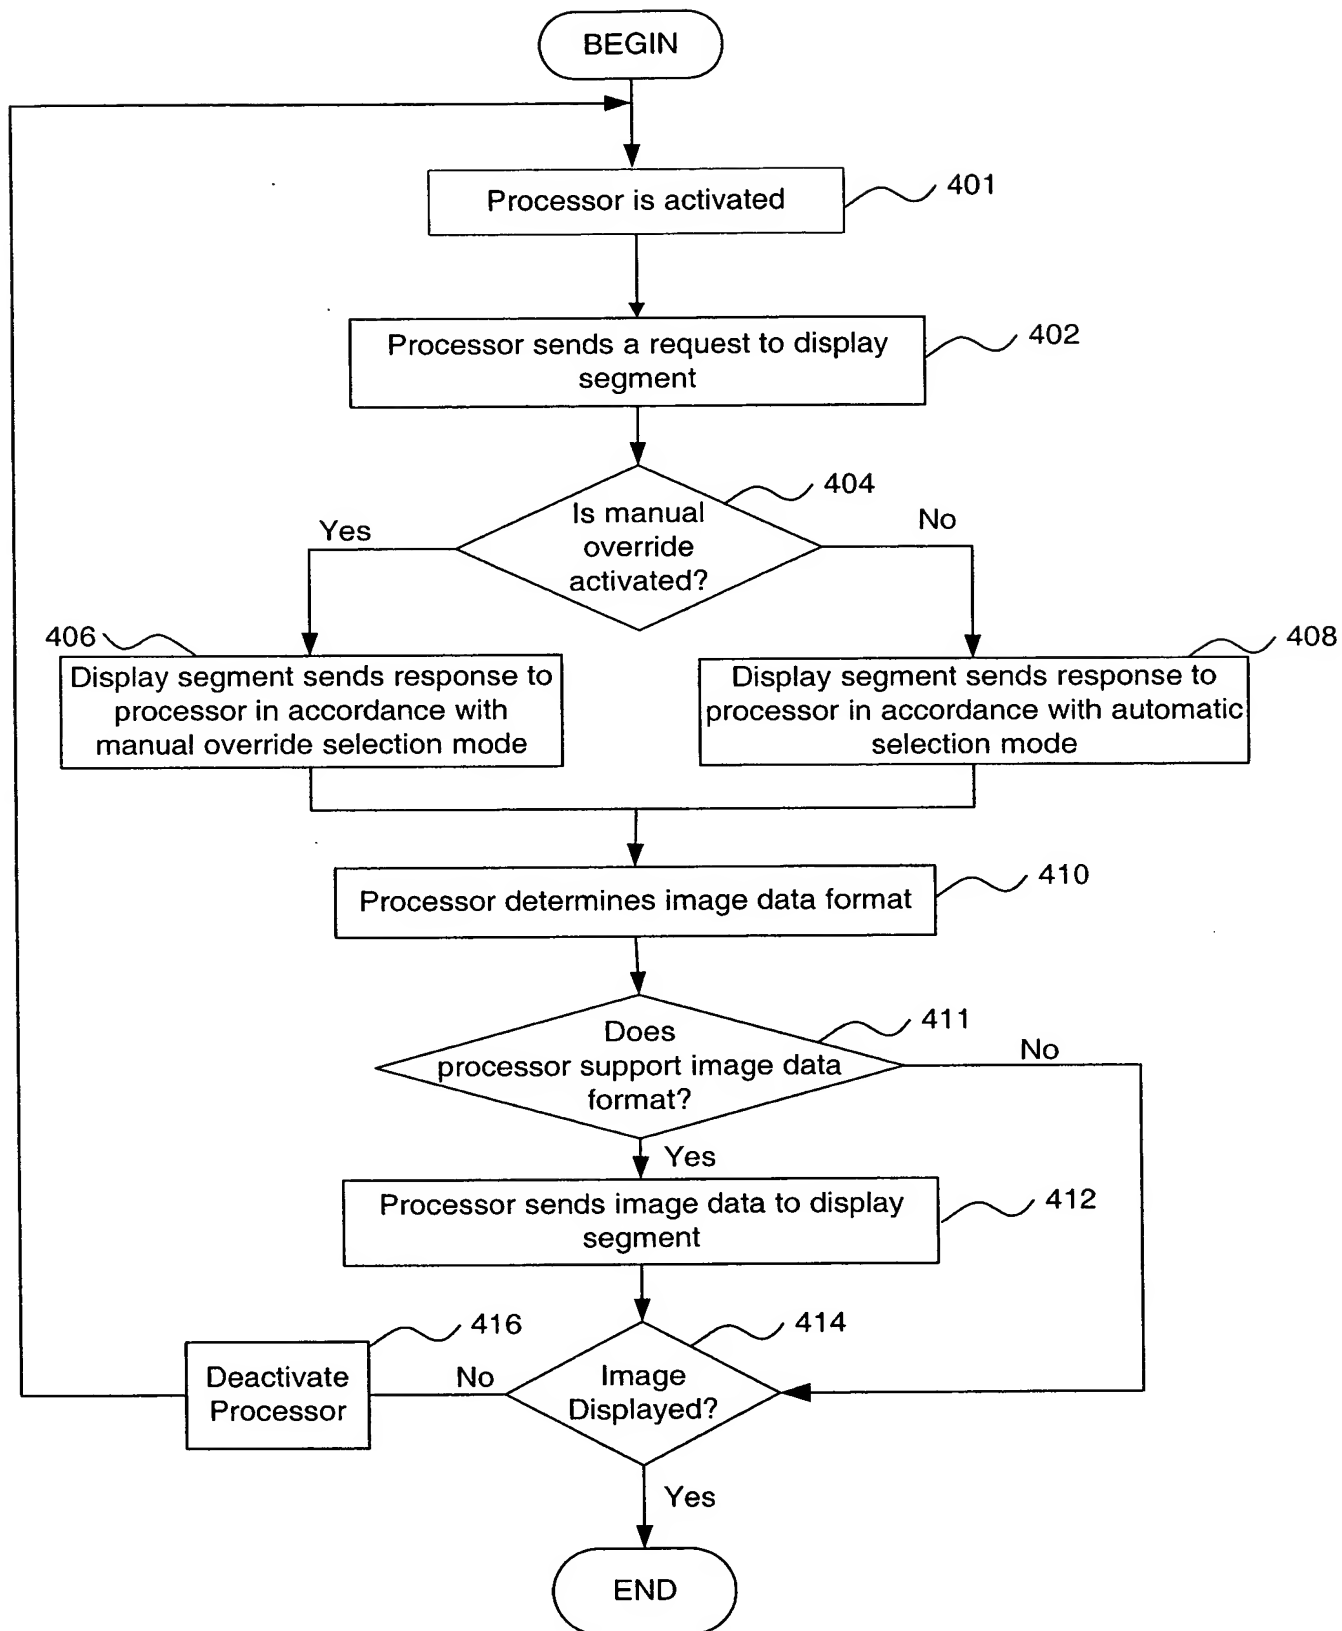 BEGIN
Processor is activated
401
Processor sends a request to display
segment
402
Is manual
override
activated?
404
Yes
No
406
Display segment sends response to
processor in accordance with
manual override selection mode
408
Display segment sends response to
processor in accordance with automatic
selection mode
Processor determines image data format
410
Does
processor support image data
format?
411
No
Yes
Processor sends image data to display
segment
412
Image
Displayed?
414
No
416
Deactivate
Processor
Yes
END